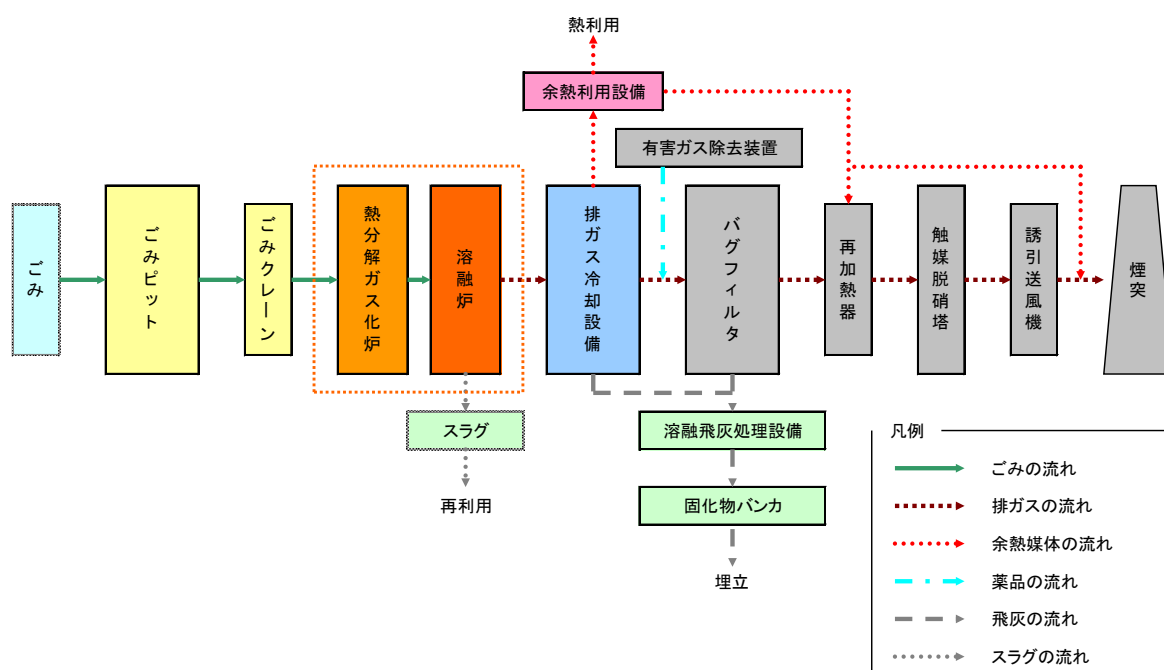 熱利用
余熱利用設備
有害ガス除去装置
ごみ
ごみピット
ごみクレーン
熱分解ガス化炉
溶融炉
排ガス冷却設備
バグフィルタ
再加熱器
触媒脱硝塔
誘引送風機
煙突
スラグ
再利用
溶融飛灰処理設備
固化物バンカ
埋立
凡例
ごみの流れ
排ガスの流れ
余熱媒体の流れ
薬品の流れ
飛灰の流れ
スラグの流れ